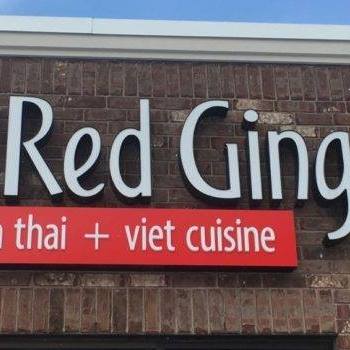 Red Ging
thai + viet cuisine